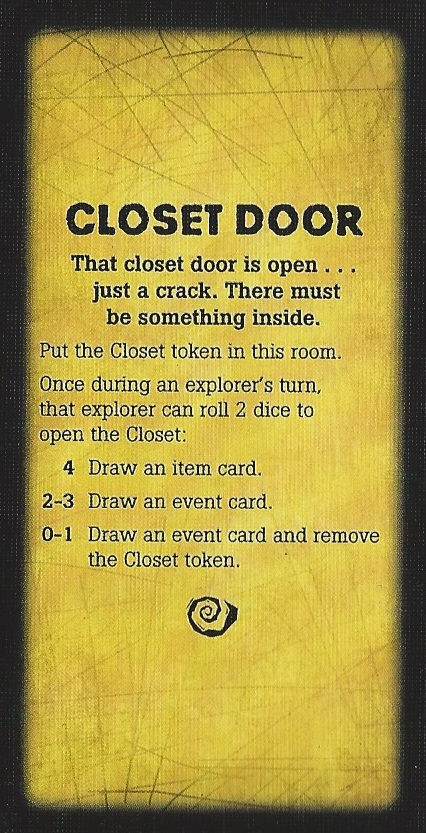 CLOSET DOOR
That closet door is open . . .
just a crack. There must
be something inside.
Put the Closet token in this room.
Once during an explorer's turn,
that explorer can roll 2 dice to
open the Closet:
4 Draw an item card.
2-3 Draw an event card.
0-1 Draw an event card and remove
the Closet token.